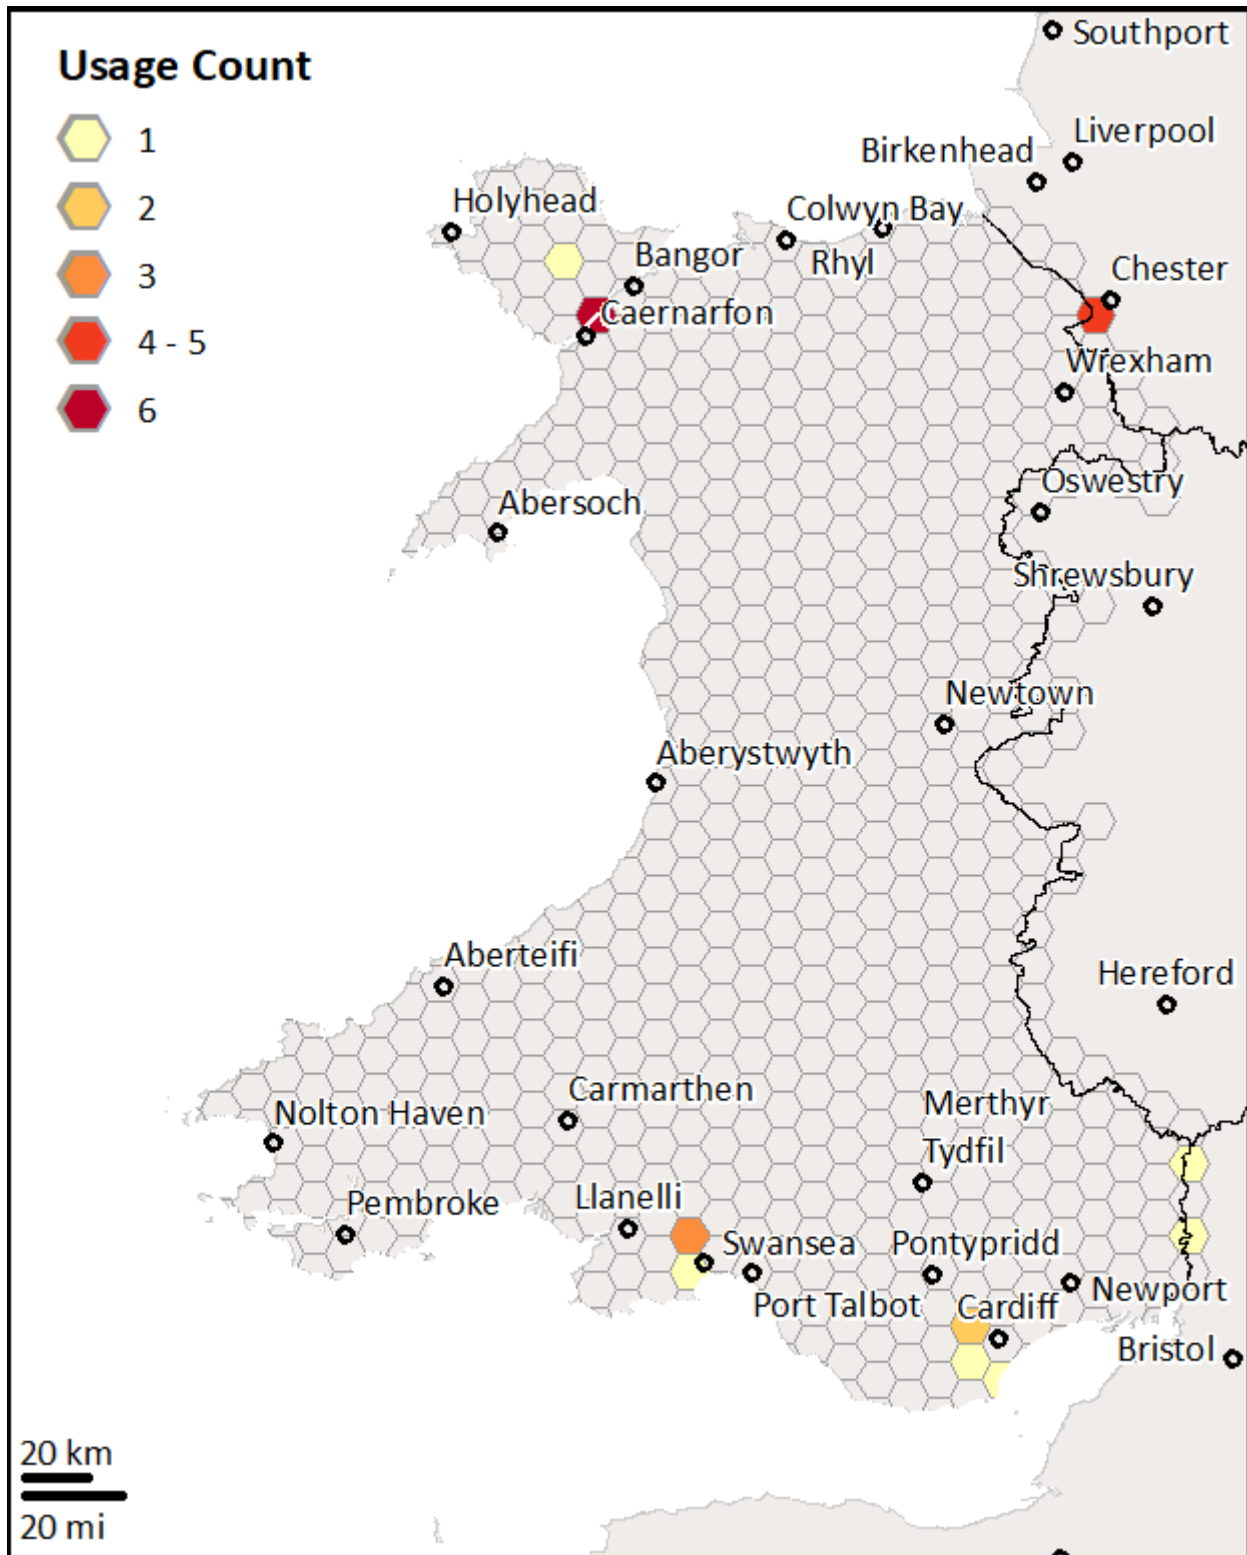 Usage Count
1
2
3
4 - 5
6
Southport
Liverpool
Birkenhead
Holyhead
Colwyn Bay
Bangor
Rhyl
Chester
Caernarfon
Wrexham
Oswestry
Abersoch
Shrewsbury
Newtown
Aberystwyth
Aberteifi
Hereford
Carmarthen
Merthyr
Tydfil
Nolton Haven
Pembroke
Llanelli
Swansea
Pontypridd
Newport
Port Talbot
Cardiff
Bristol
20 km
20 mi